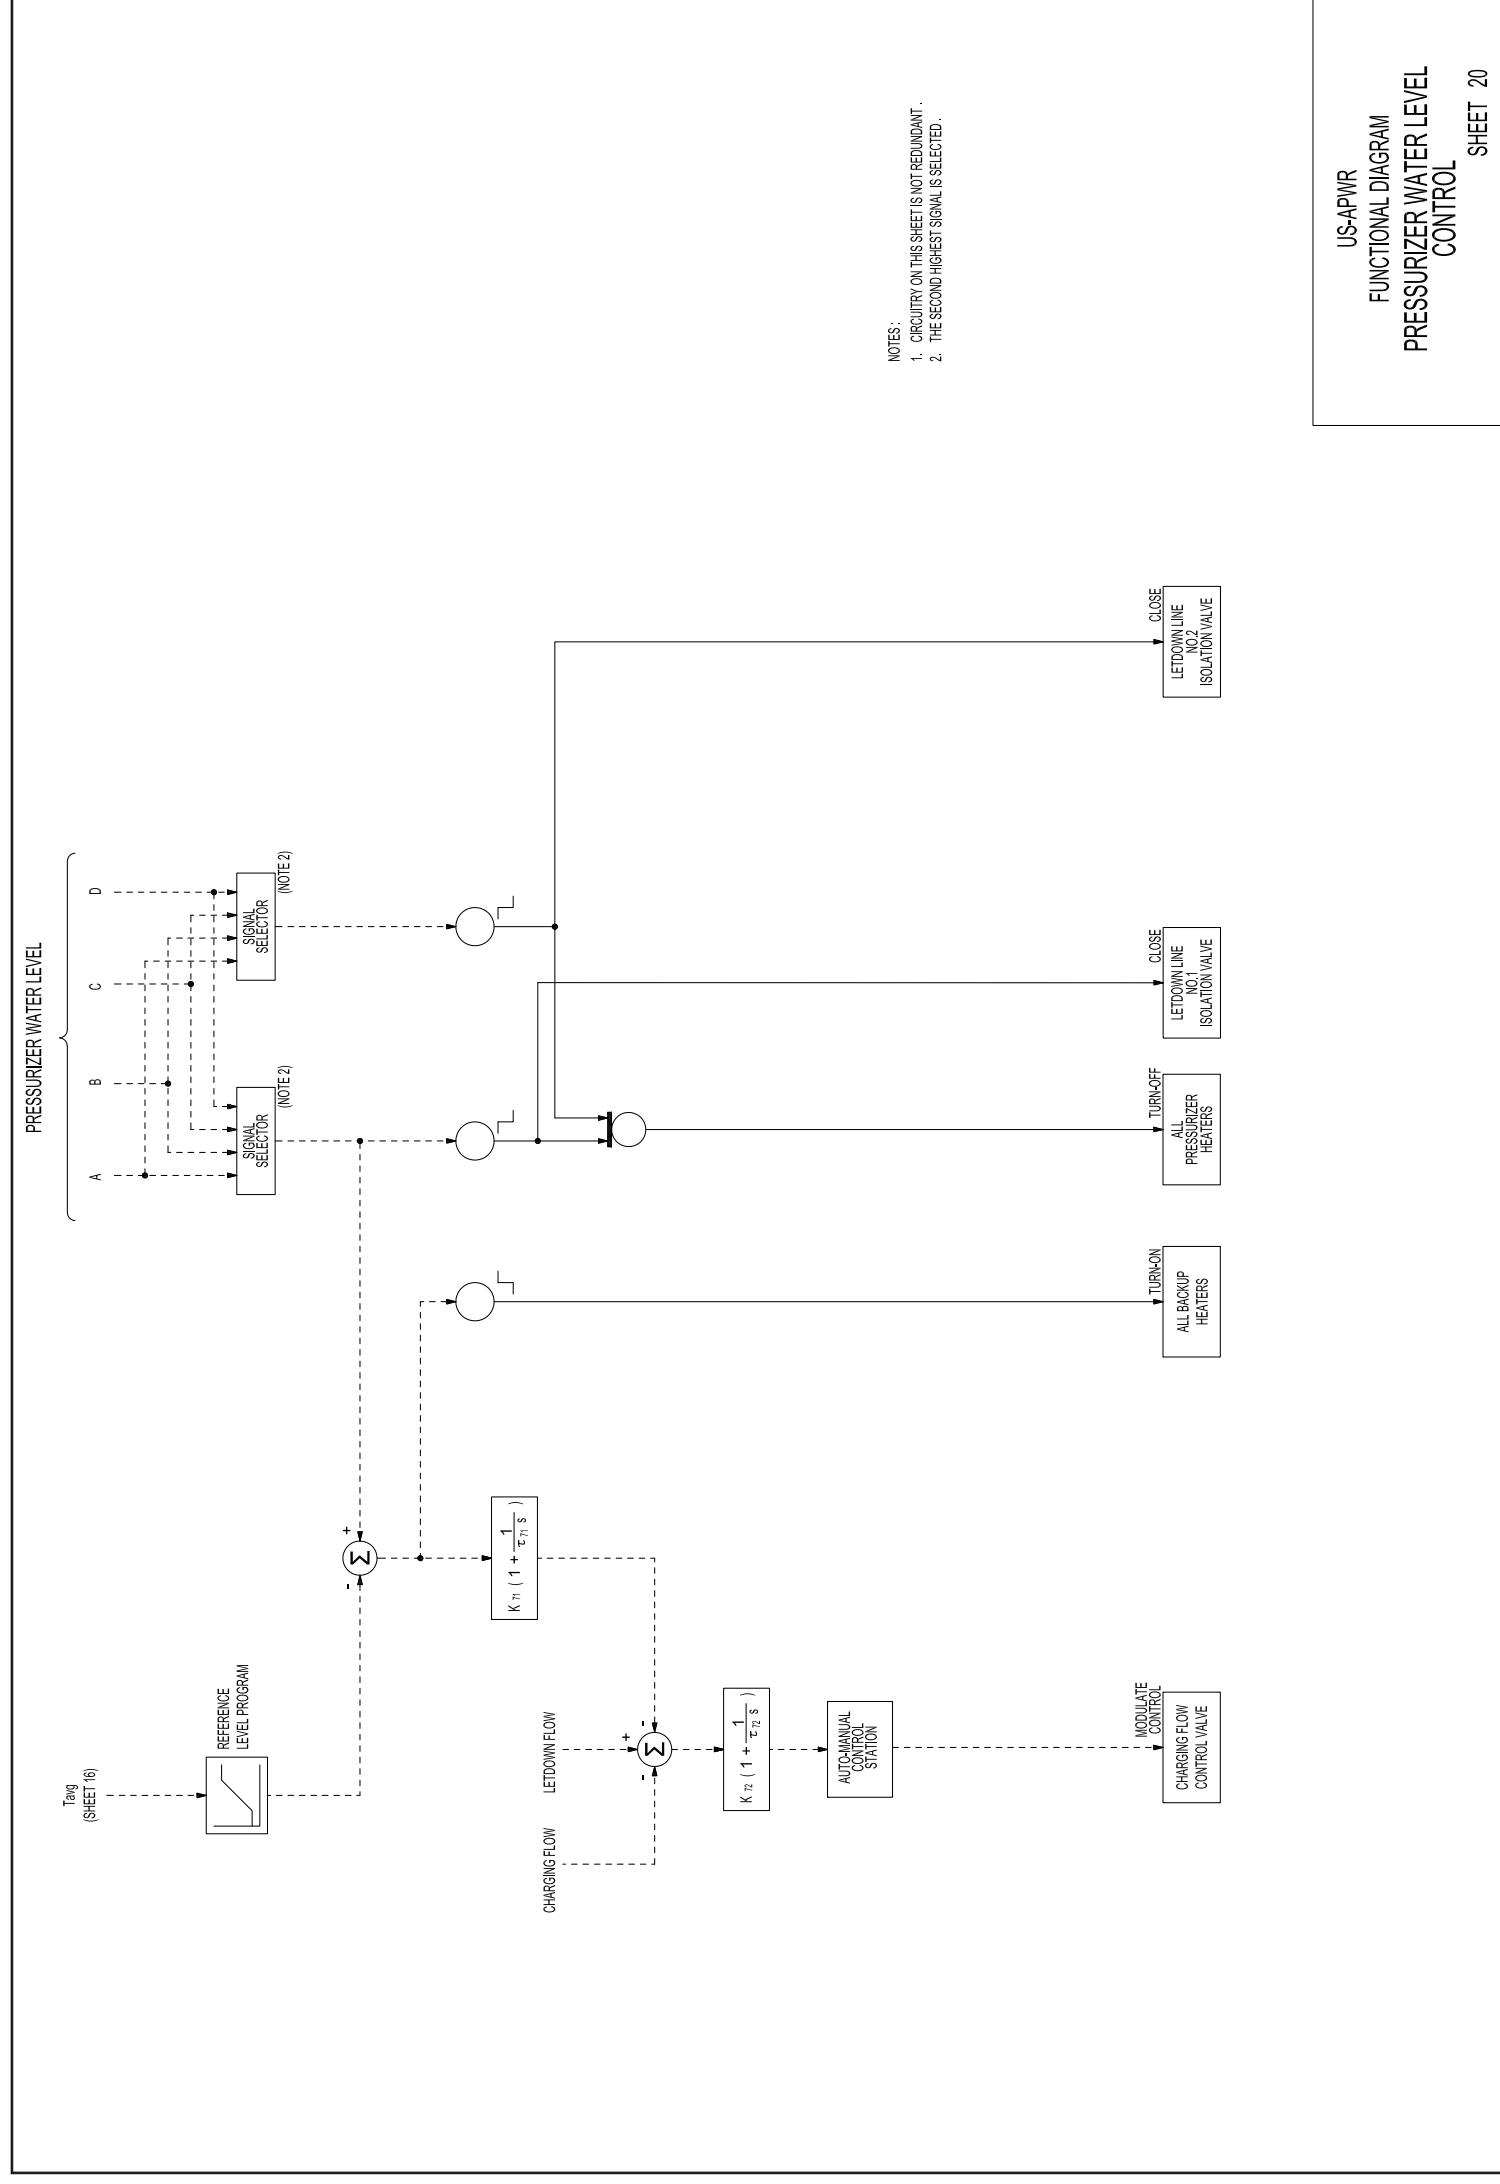 PRESSURIZER WATER LEVEL
A
B
C
D
Tavg
(SHEET 16)
REFERENCE
LEVEL PROGRAM
SIGNAL
SELECTOR
(NOTE 2)
SIGNAL
SELECTOR
(NOTE 2)
-
Σ
+
K 71 ( 1 + 1 / τ 71 s )
CHARGING FLOW
LETDOWN FLOW
-
+
-
Σ
K 72 ( 1 + 1 / τ 72 s )
AUTO-MANUAL
CONTROL
STATION
MODULATE
CONTROL
CHARGING FLOW
CONTROL VALVE
TURN-ON
ALL BACKUP
HEATERS
TURN-OFF
ALL
PRESSURIZER
HEATERS
CLOSE
LETDOWN LINE
NO.1
ISOLATION VALVE
CLOSE
LETDOWN LINE
NO.2
ISOLATION VALVE
NOTES :
1. CIRCUITRY ON THIS SHEET IS NOT REDUNDANT .
2. THE SECOND HIGHEST SIGNAL IS SELECTED .
US-APWR
FUNCTIONAL DIAGRAM
PRESSURIZER WATER LEVEL
CONTROL
SHEET 20